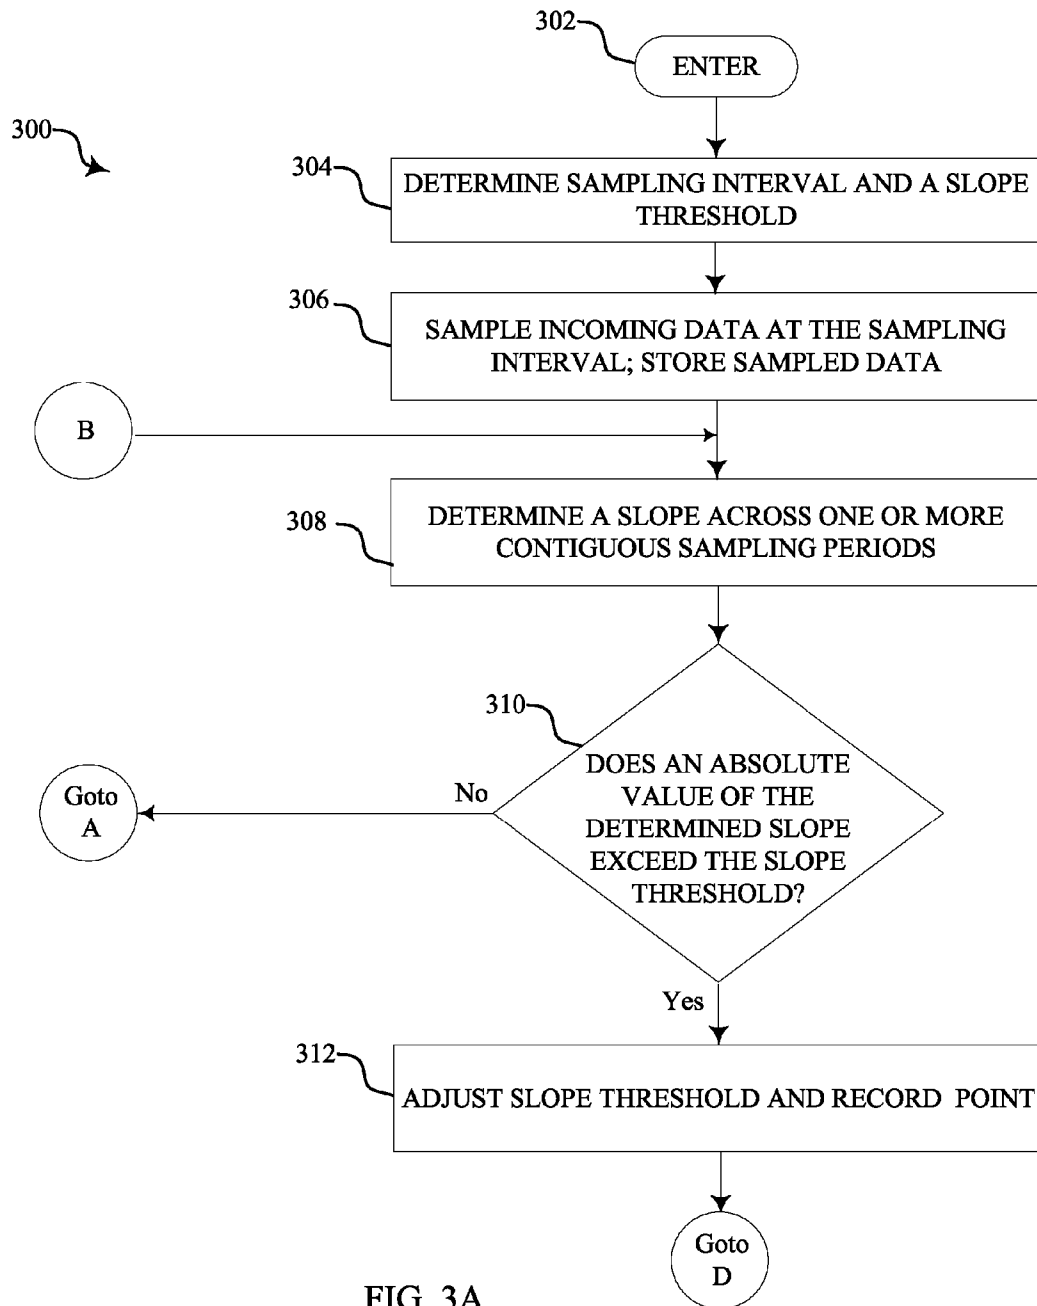 302
ENTER
300
304
DETERMINE SAMPLING INTERVAL AND A SLOPE
THRESHOLD
306
SAMPLE INCOMING DATA AT THE SAMPLING
INTERVAL; STORE SAMPLED DATA
B
308
DETERMINE A SLOPE ACROSS ONE OR MORE
CONTIGUOUS SAMPLING PERIODS
310
DOES AN ABSOLUTE
VALUE OF THE
DETERMINED SLOPE
EXCEED THE SLOPE
THRESHOLD?
No
Goto
A
Yes
312
ADJUST SLOPE THRESHOLD AND RECORD POINT
Goto
D
FIG. 3A